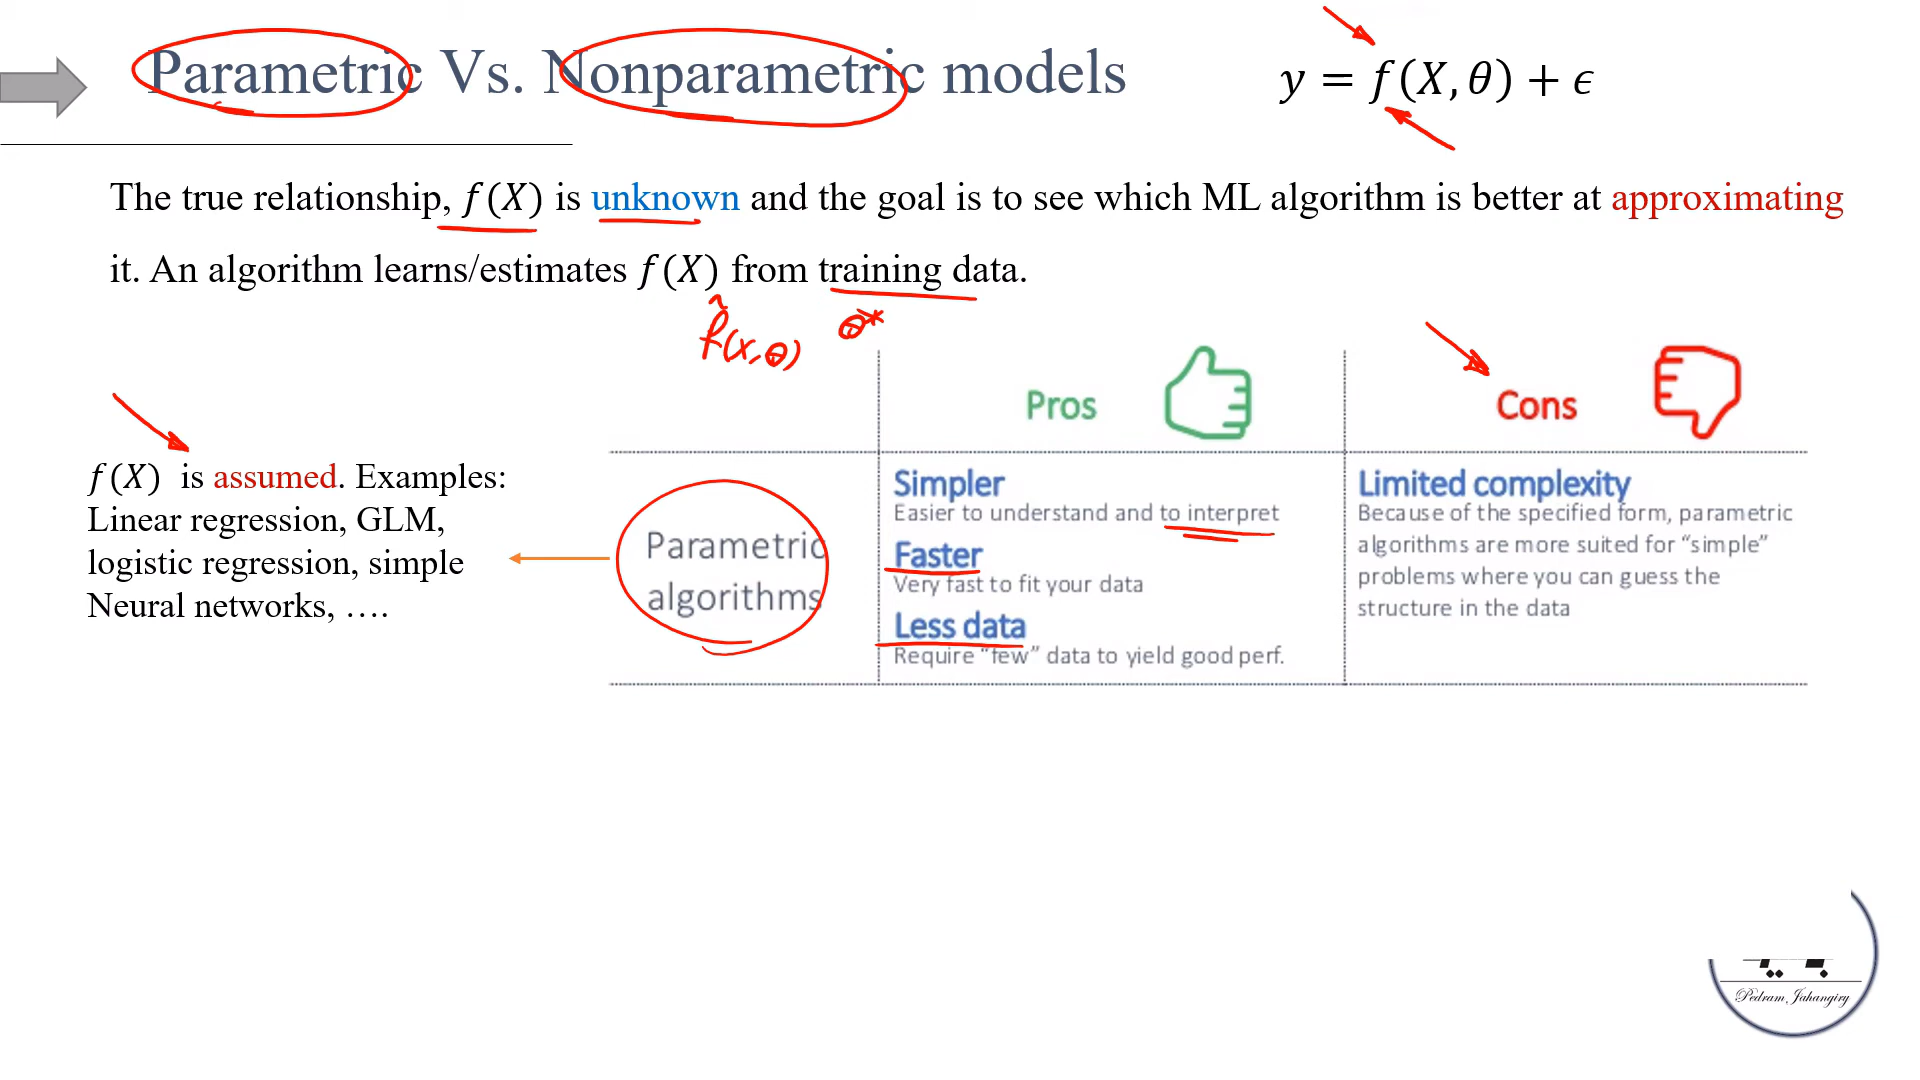 Parametric Vs. Nonparametric models
y = f(X, θ) + ϵ
The true relationship, f(X) is unknown and the goal is to see which ML algorithm is better at approximating
it. An algorithm learns/estimates f(X) from training data.
f̂(X, θ) θ*
Pros
Cons
f(X) is assumed. Examples:
Linear regression, GLM,
logistic regression, simple
Neural networks, ....
Parametric
algorithms
Simpler
Easier to understand and to interpret
Faster
Very fast to fit your data
Less data
Require “few” data to yield good perf.
Limited complexity
Because of the specified form, parametric
algorithms are more suited for “simple”
problems where you can guess the
structure in the data
Pedram Jahangiry